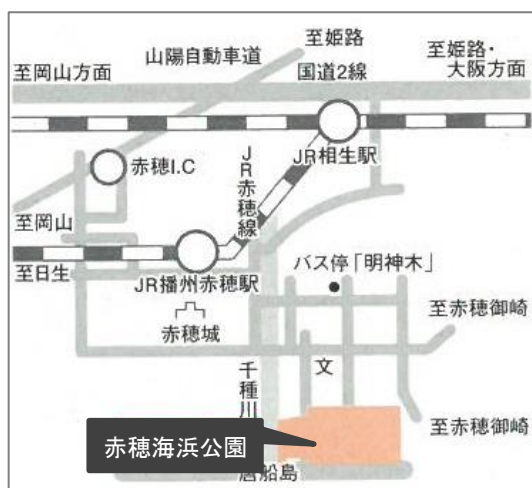 至姫路
山陽自動車道
国道2線
至姫路・
大阪方面
至岡山方面
JR相生駅
赤穂I.C
JR赤穂線
至岡山
至日生
JR播州赤穂駅
バス停「明神木」
赤穂城
至赤穂御崎
千種川
文
赤穂海浜公園
至赤穂御崎
唐船島